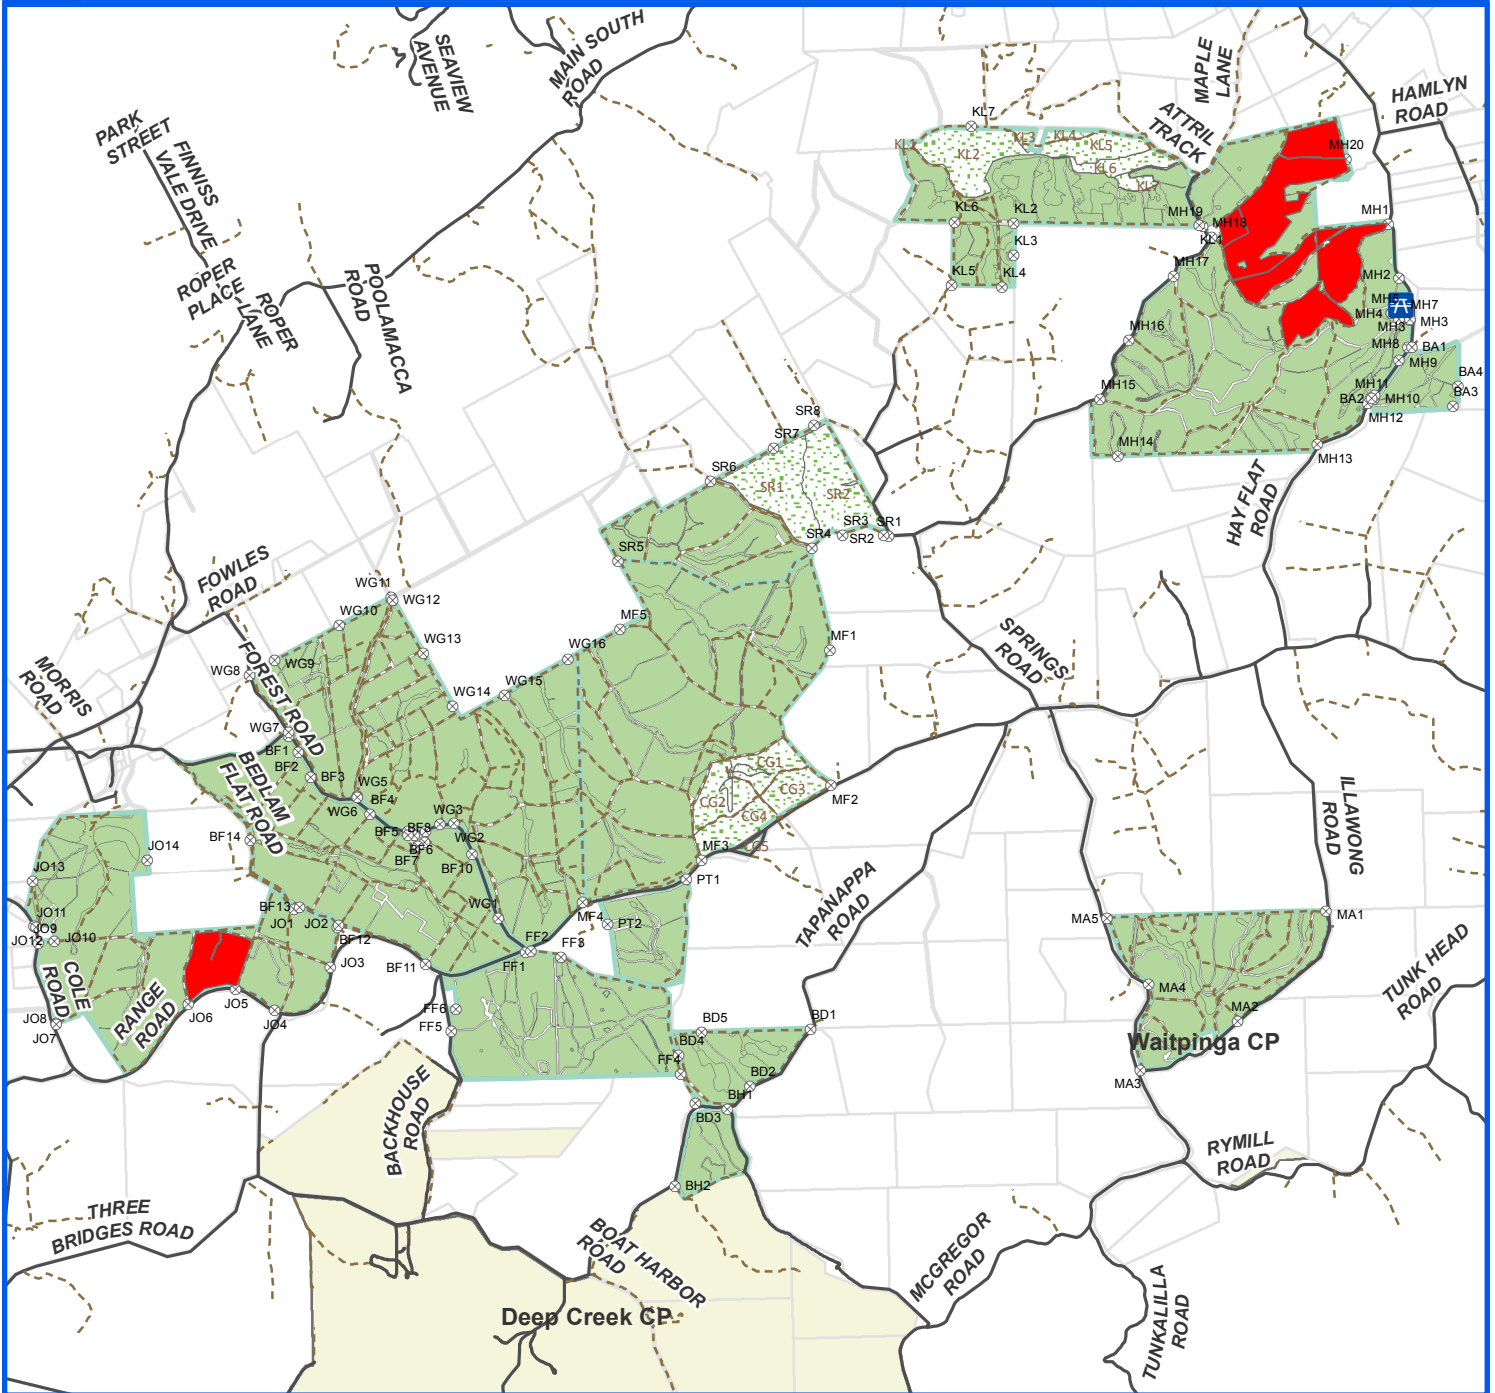 SEAVIEW
AVENUE
MAIN SOUTH
ROAD
MAPLE
LANE
HAMLYN
ROAD
ATTRIL
TRACK
PARK
STREET
FINNISS
VALE DRIVE
ROPER
PLACE
ROPER
LANE
POOLAMACCA
ROAD
KL7
KL1
KL2
KL3
KL4
KL5
KL6
KL7
KL6
KL2
KL3
KL5
KL4
KL1
MH20
MH19
MH18
MH1
MH17
MH2
MH5
MH7
MH4
MH3
MH3
MH16
MH8
BA1
MH9
BA4
BA3
MH15
MH11
MH10
BA2
MH12
MH14
MH13
HAY FLAT
ROAD
SR8
SR7
SR6
SR1
SR2
SR3
SR1
SR4
SR2
SR5
FOWLES
ROAD
WG11
WG12
WG10
WG13
WG9
WG8
WG16
MF5
MF1
WG15
WG14
FOREST ROAD
MORRIS
ROAD
SPRINGS
ROAD
WG7
BF1
BF2
BF3
BEDLAM
FLAT ROAD
WG5
BF4
WG6
WG3
BF5
BF8
BF6
BF7
WG2
BF10
BF14
CG1
CG2
CG3
CG4
CG5
MF2
MF3
PT1
PT2
MF4
WG1
FF2
FF3
FF1
JO14
JO13
JO11
JO9
JO12
JO10
BF13
JO1
JO2
BF12
JO3
BF11
COLE
ROAD
RANGE
ROAD
JO8
JO7
JO6
JO5
JO4
FF6
FF5
BD5
BD4
BD1
FF4
BD2
BH1
BD3
BH2
TAPANAPPA
ROAD
ILLAWONG
ROAD
MA1
MA5
MA4
MA2
MA3
Waitpinga CP
TUNK HEAD
ROAD
BACKHOUSE
ROAD
RYMILL
ROAD
THREE
BRIDGES ROAD
BOAT HARBOR
ROAD
MCGREGOR
ROAD
TUNKALILLA
ROAD
Deep Creek CP